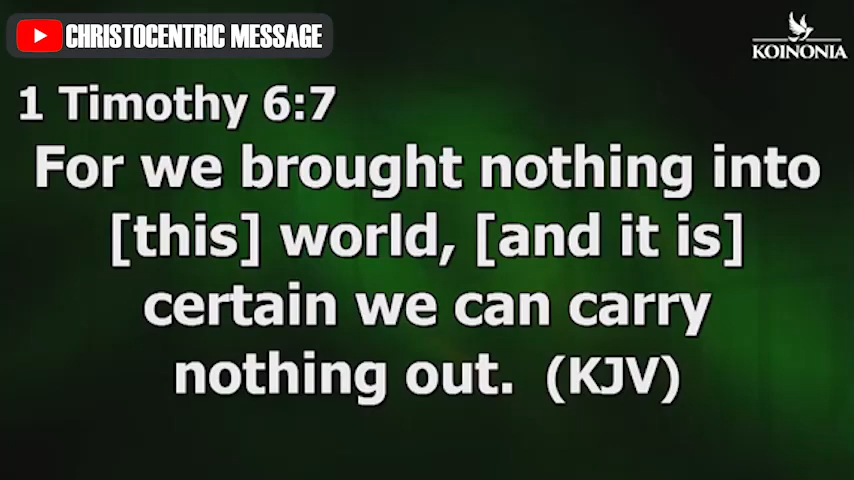 CHRISTOCENTRIC MESSAGE
KOINONIA
1 Timothy 6:7
For we brought nothing into
[this] world, [and it is]
certain we can carry
nothing out. (KJV)